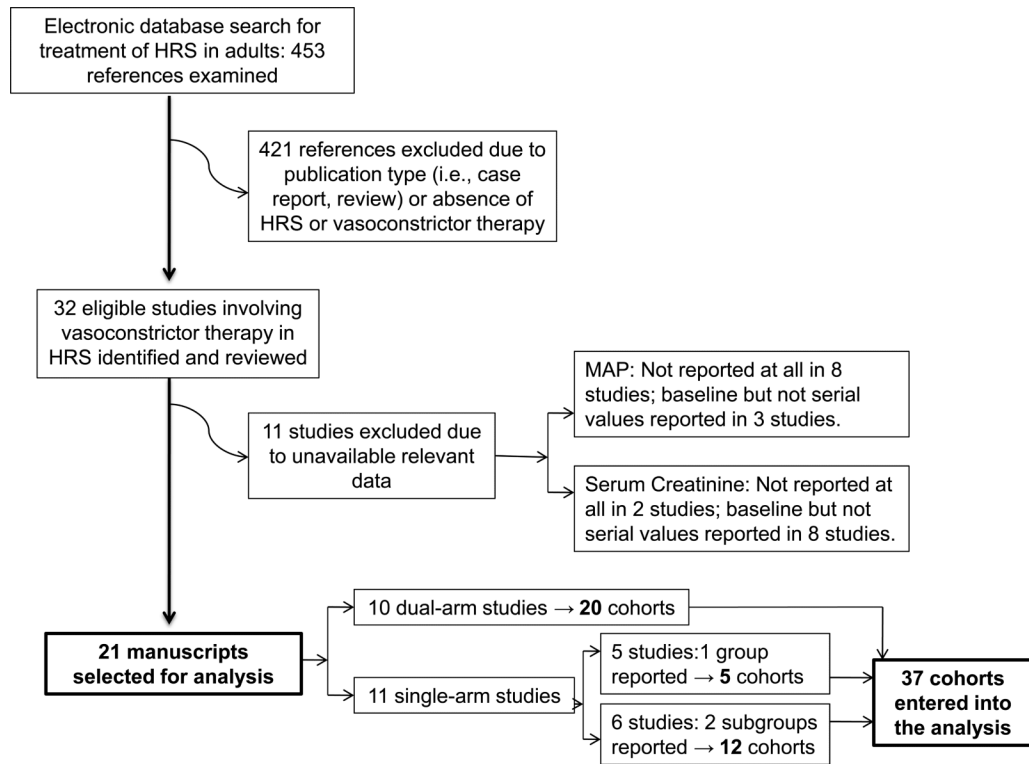 Electronic database search for
treatment of HRS in adults: 453
references examined
421 references excluded due to
publication type (i.e., case
report, review) or absence of
HRS or vasoconstrictor therapy
32 eligible studies involving
vasoconstrictor therapy in
HRS identified and reviewed
11 studies excluded due
to unavailable relevant
data
MAP: Not reported at all in 8
studies; baseline but not serial
values reported in 3 studies.
Serum Creatinine: Not reported at
all in 2 studies; baseline but not
serial values reported in 8 studies.
21 manuscripts
selected for analysis
10 dual-arm studies → 20 cohorts
11 single-arm studies
5 studies:1 group
reported → 5 cohorts
6 studies: 2 subgroups
reported → 12 cohorts
37 cohorts
entered into
the analysis